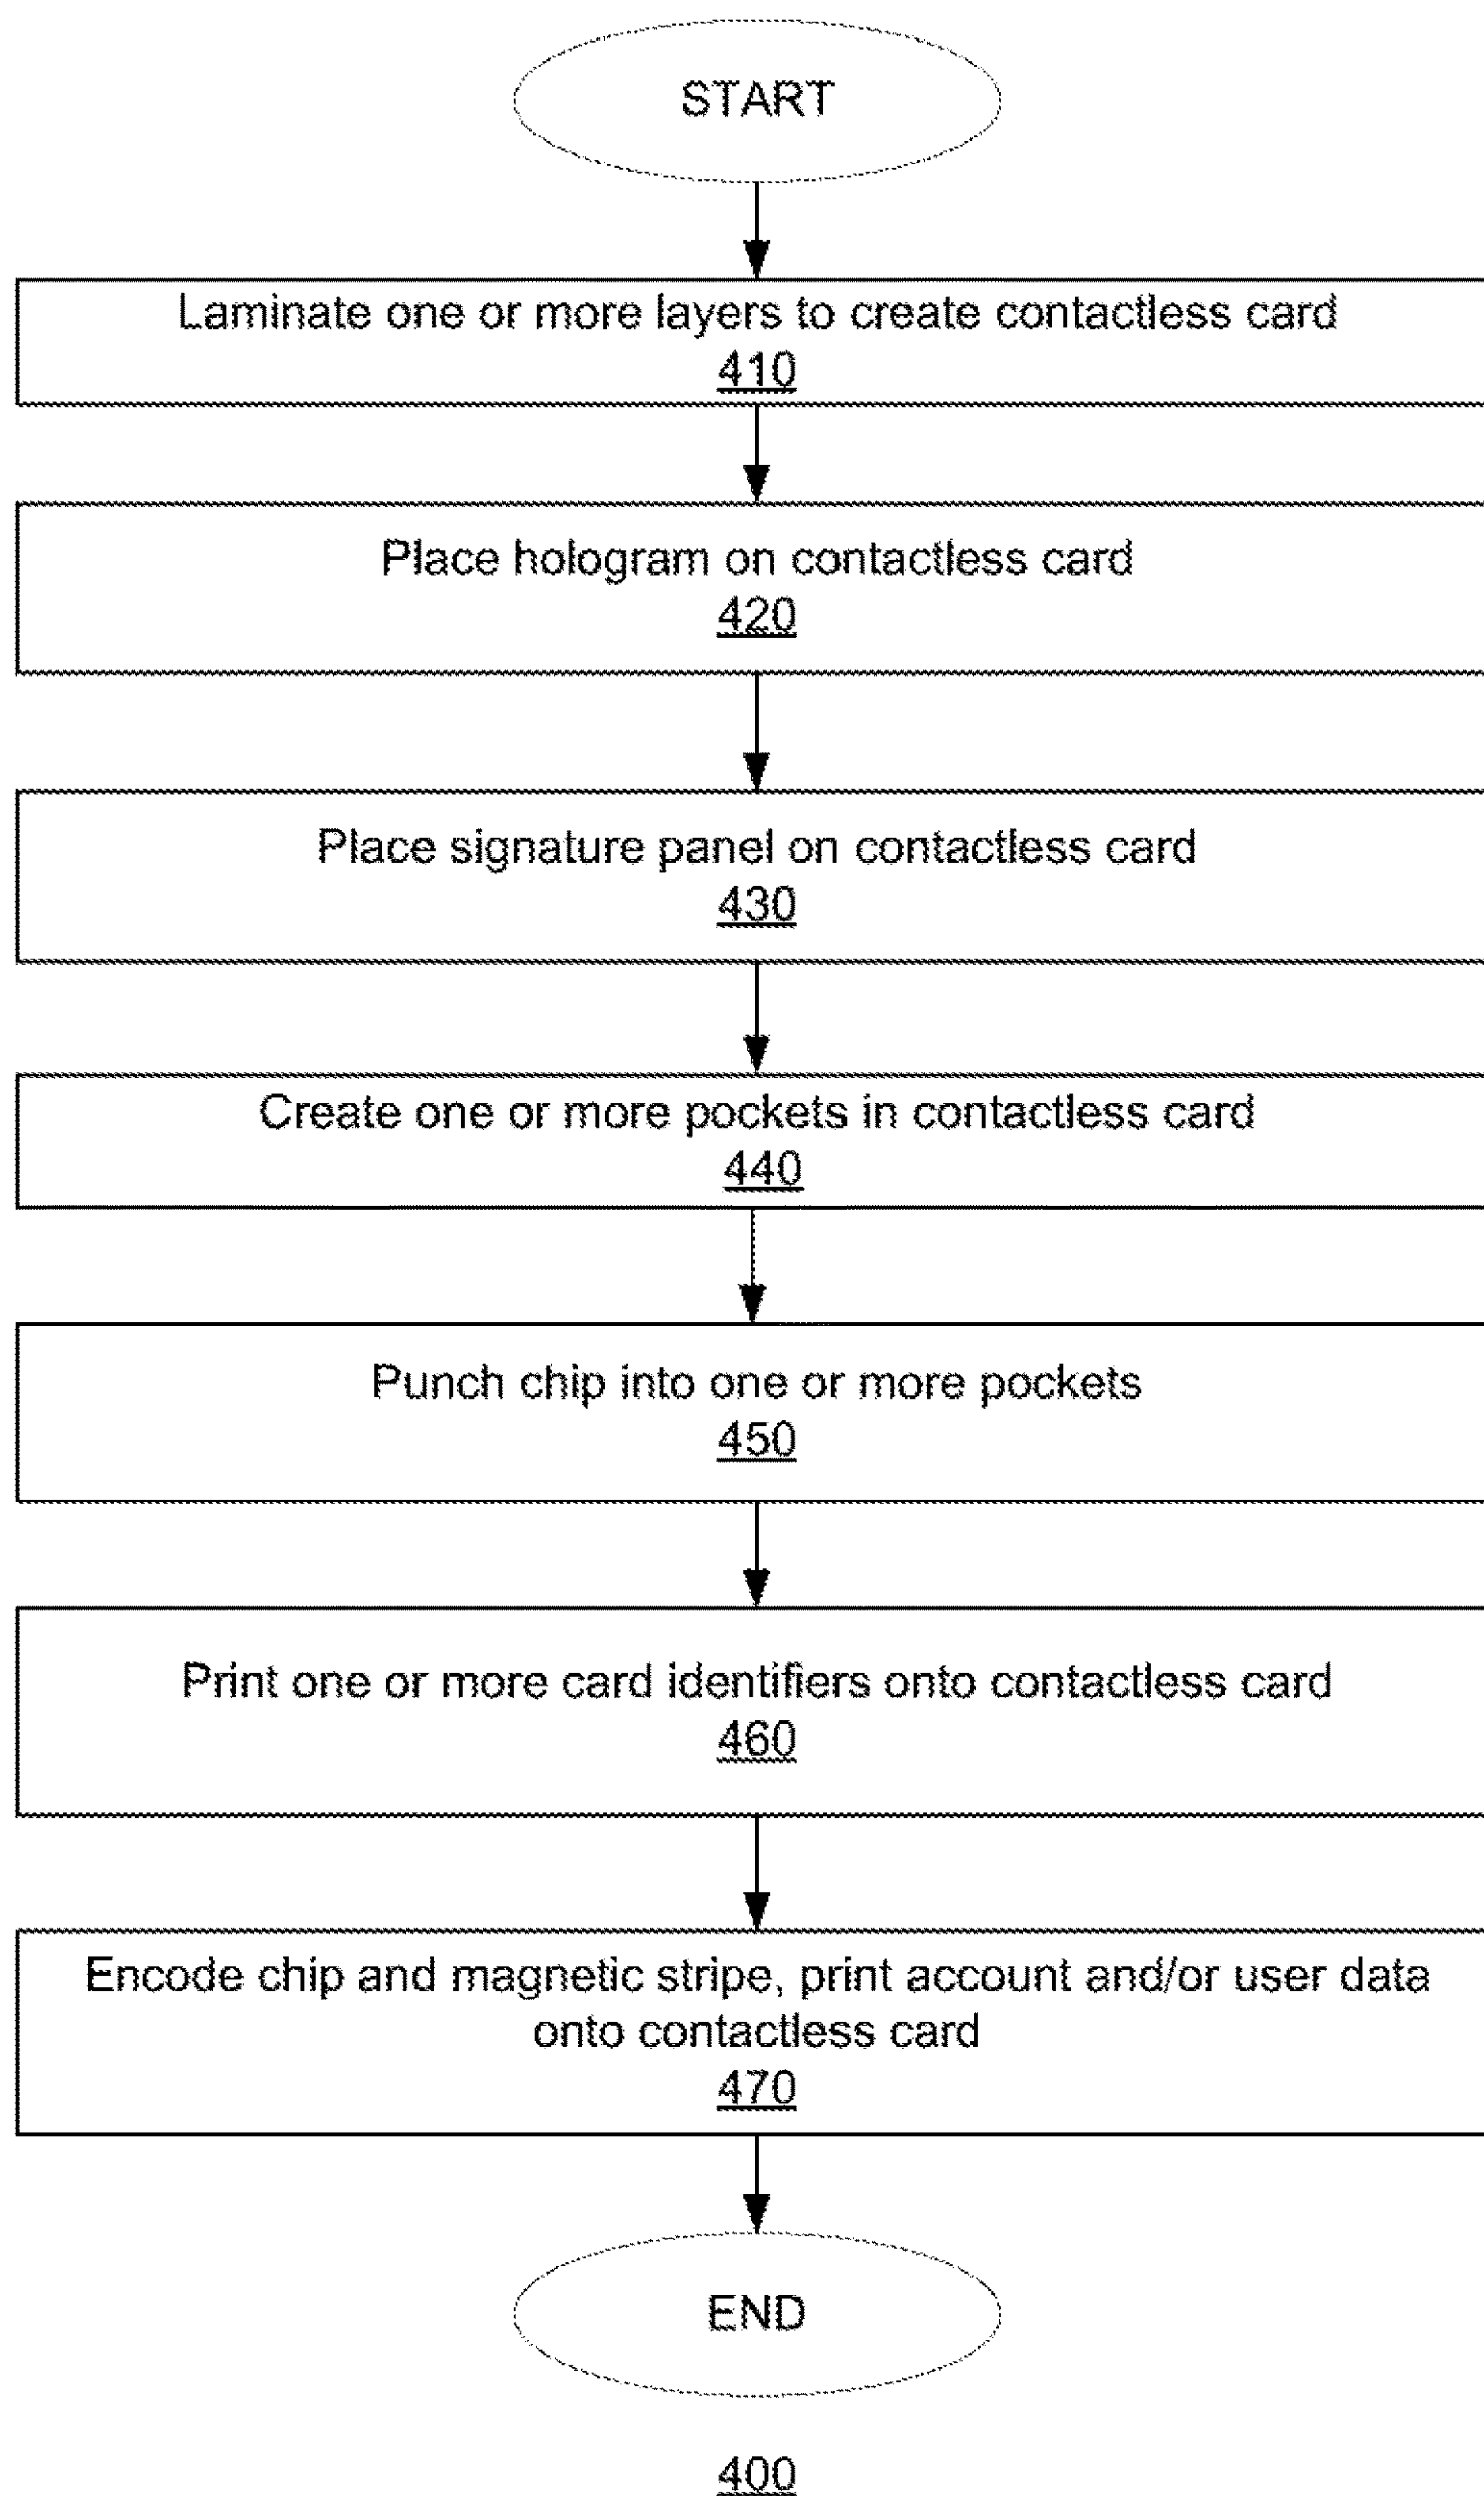 START
Laminate one or more layers to create contactless card
410
Place hologram on contactless card
420
Place signature panel on contactless card
430
Create one or more pockets in contactless card
440
Punch chip into one or more pockets
450
Print one or more card identifiers onto contactless card
460
Encode chip and magnetic stripe, print account and/or user data
onto contactless card
470
END
400